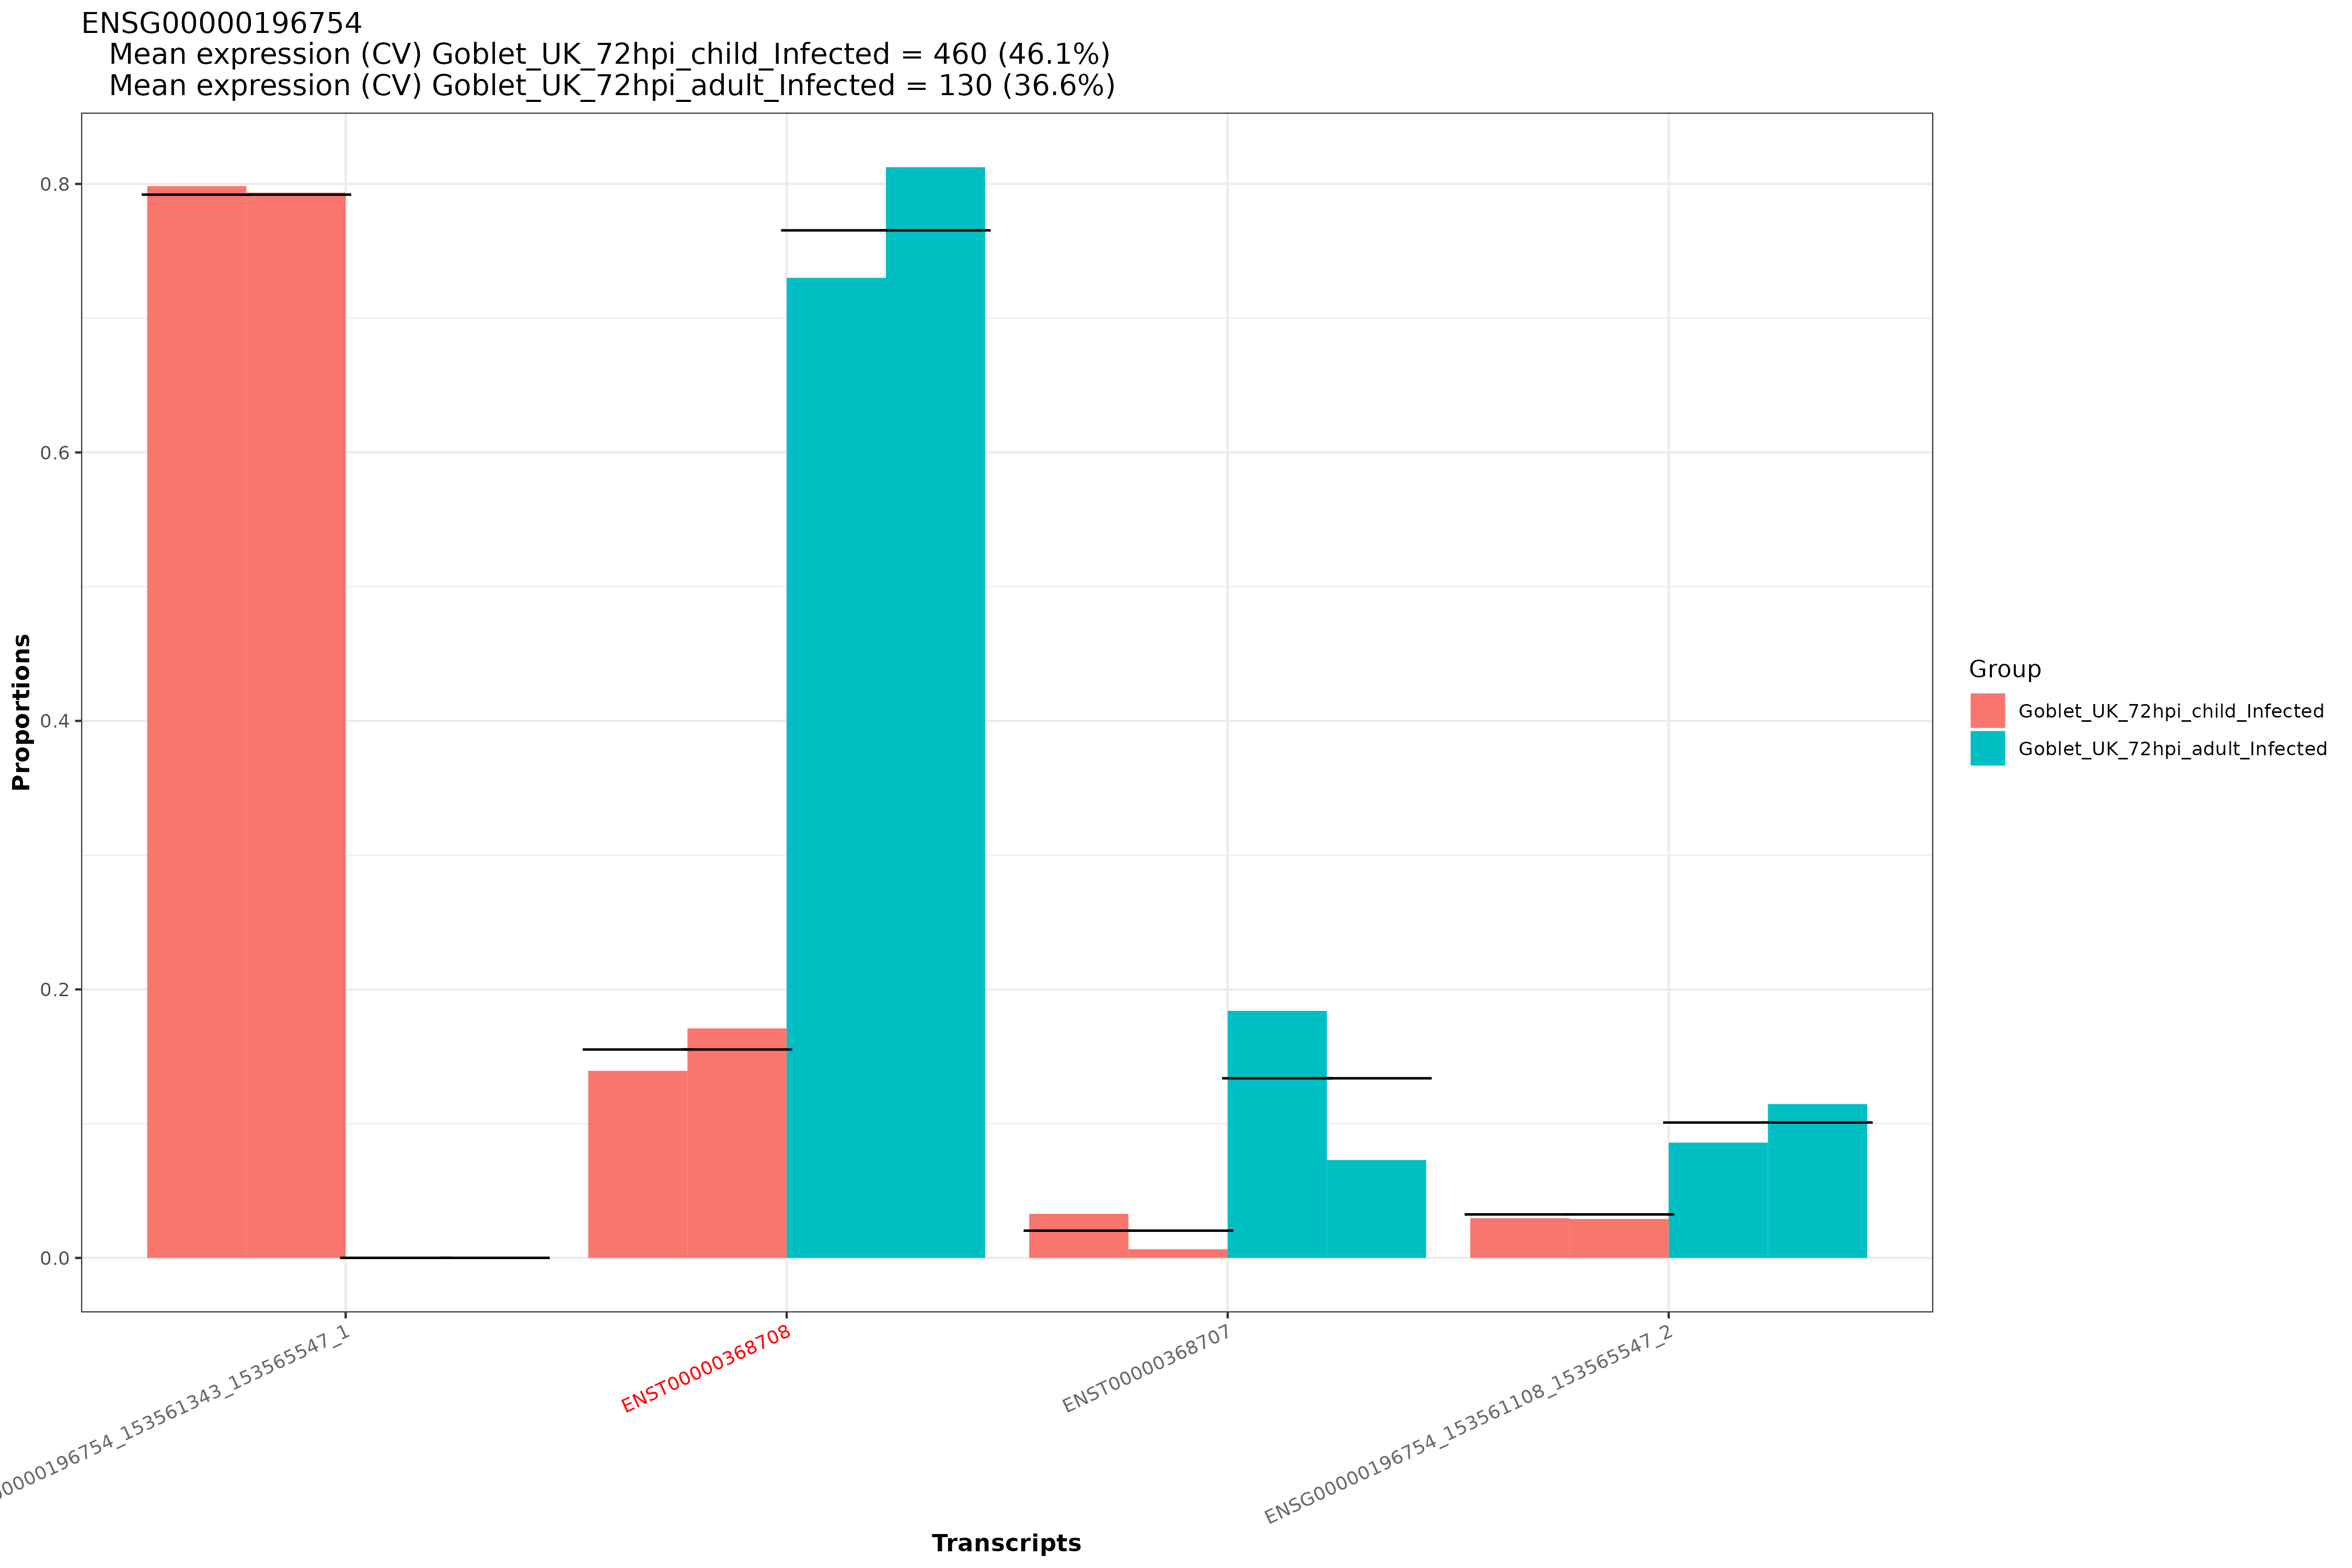 ENSG00000196754
Mean expression (CV) Goblet_UK_72hpi_child_Infected = 460 (46.1%)
Mean expression (CV) Goblet_UK_72hpi_adult_Infected = 130 (36.6%)
Proportions
0.8
0.6
0.4
0.2
0.0
Group
Goblet_UK_72hpi_child_Infected
Goblet_UK_72hpi_adult_Infected
0000196754_153561343_153565547_1
ENST00000368708
ENST00000368707
ENSG00000196754_153561108_153565547_2
Transcripts